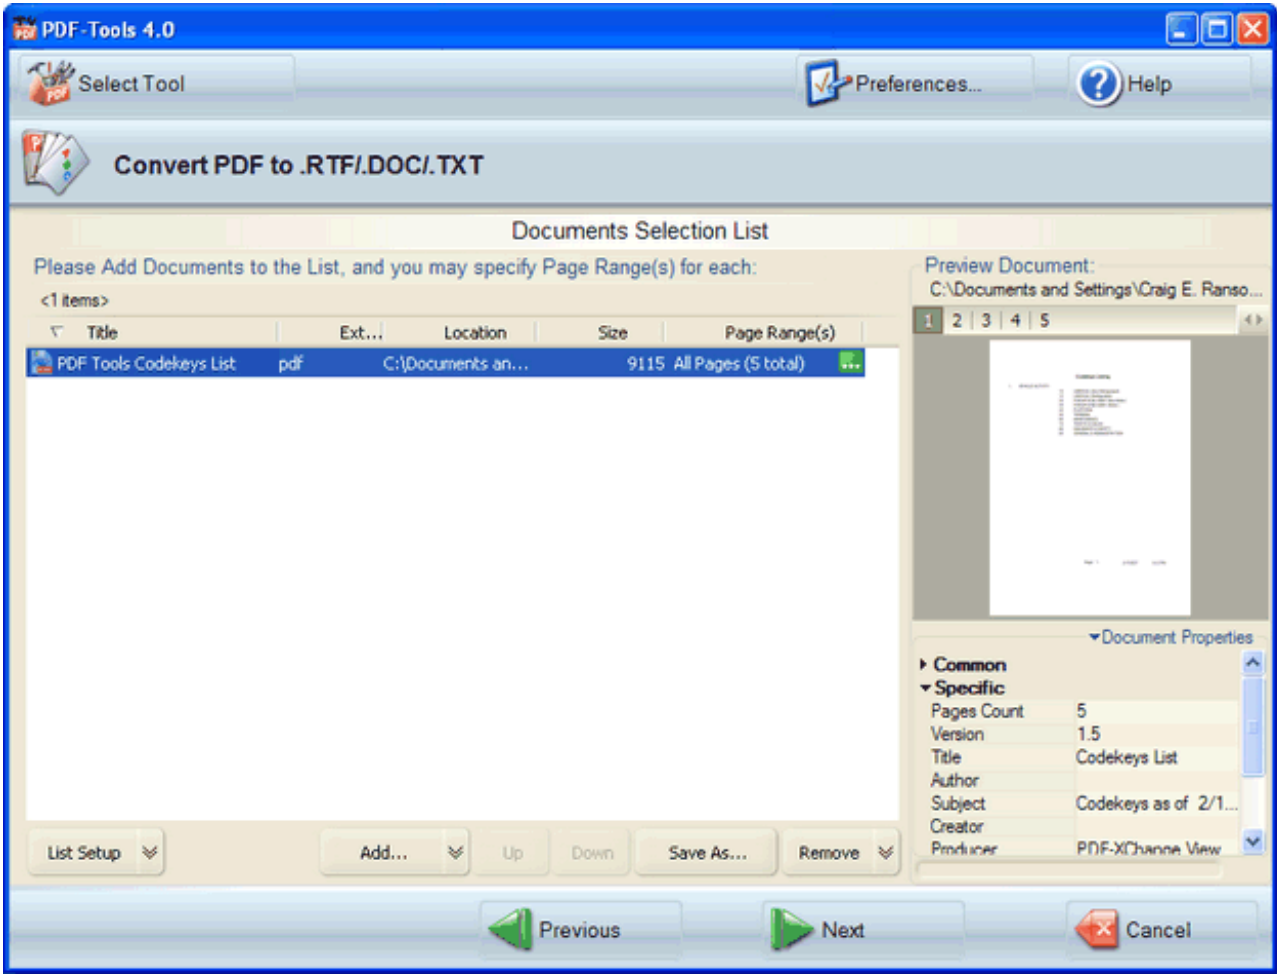 PDF-Tools 4.0
Select Tool
Preferences...
Help
Convert PDF to .RTF/.DOC/.TXT
Documents Selection List
Please Add Documents to the List, and you may specify Page Range(s) for each:
<1 items>
Title Ext... Location Size Page Range(s)
PDF Tools Codekeys List pdf C:\Documents an... 9115 All Pages (5 total) ...
List Setup
Add...
Up
Down
Save As...
Remove
Preview Document:
C:\Documents and Settings\Craig E. Ranso...
1 2 3 4 5
Document Properties
Common
Specific
Pages Count 5
Version 1.5
Title Codekeys List
Author
Subject Codekeys as of 2/1...
Creator
Producer PDF-XChange View
Previous
Next
Cancel